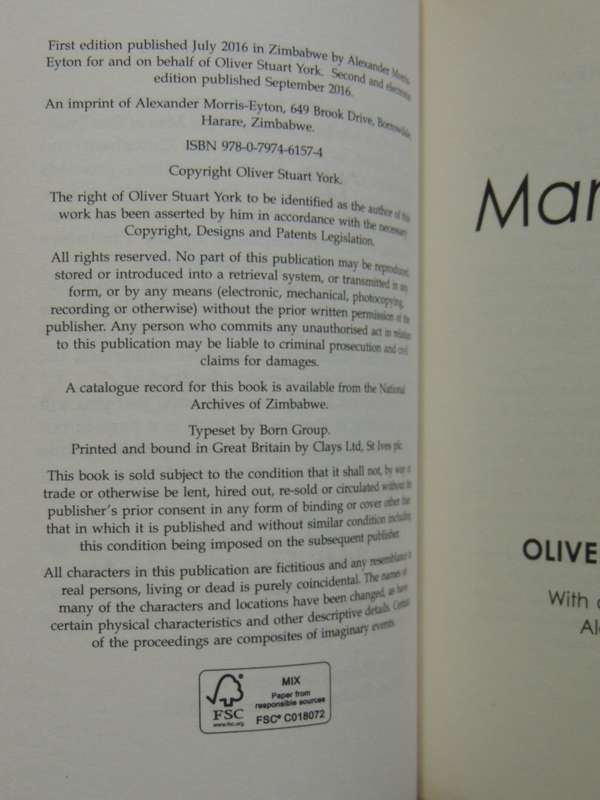 First edition published July 2016 in Zimbabwe by Alexander Morris-
Eyton for and on behalf of Oliver Stuart York. Second and electronic
edition published September 2016.
An imprint of Alexander Morris-Eyton, 649 Brook Drive, Borrowdale,
Harare, Zimbabwe.
ISBN 978-0-7974-6157-4
Copyright Oliver Stuart York.
The right of Oliver Stuart York to be identified as the author of this
work has been asserted by him in accordance with the necessary
Copyright, Designs and Patents Legislation.
All rights reserved. No part of this publication may be reproduced,
stored or introduced into a retrieval system, or transmitted in any
form, or by any means (electronic, mechanical, photocopying,
recording or otherwise) without the prior written permission of the
publisher. Any person who commits any unauthorised act in relation
to this publication may be liable to criminal prosecution and civil
claims for damages.
A catalogue record for this book is available from the National
Archives of Zimbabwe.
Typeset by Born Group.
Printed and bound in Great Britain by Clays Ltd, St Ives plc.
This book is sold subject to the condition that it shall not, by way of
trade or otherwise be lent, hired out, re-sold or circulated without the
publisher's prior consent in any form of binding or cover other than
that in which it is published and without similar condition including
this condition being imposed on the subsequent publisher.
All characters in this publication are fictitious and any resemblance to
real persons, living or dead is purely coincidental. The names of
many of the characters and locations have been changed, as have
certain physical characteristics and other descriptive details. Certain
of the proceedings are composites of imaginary events.
FSC
www.fsc.org
MIX
Paper from
responsible sources
FSC® C018072
Mar
OLIVE
With
Al